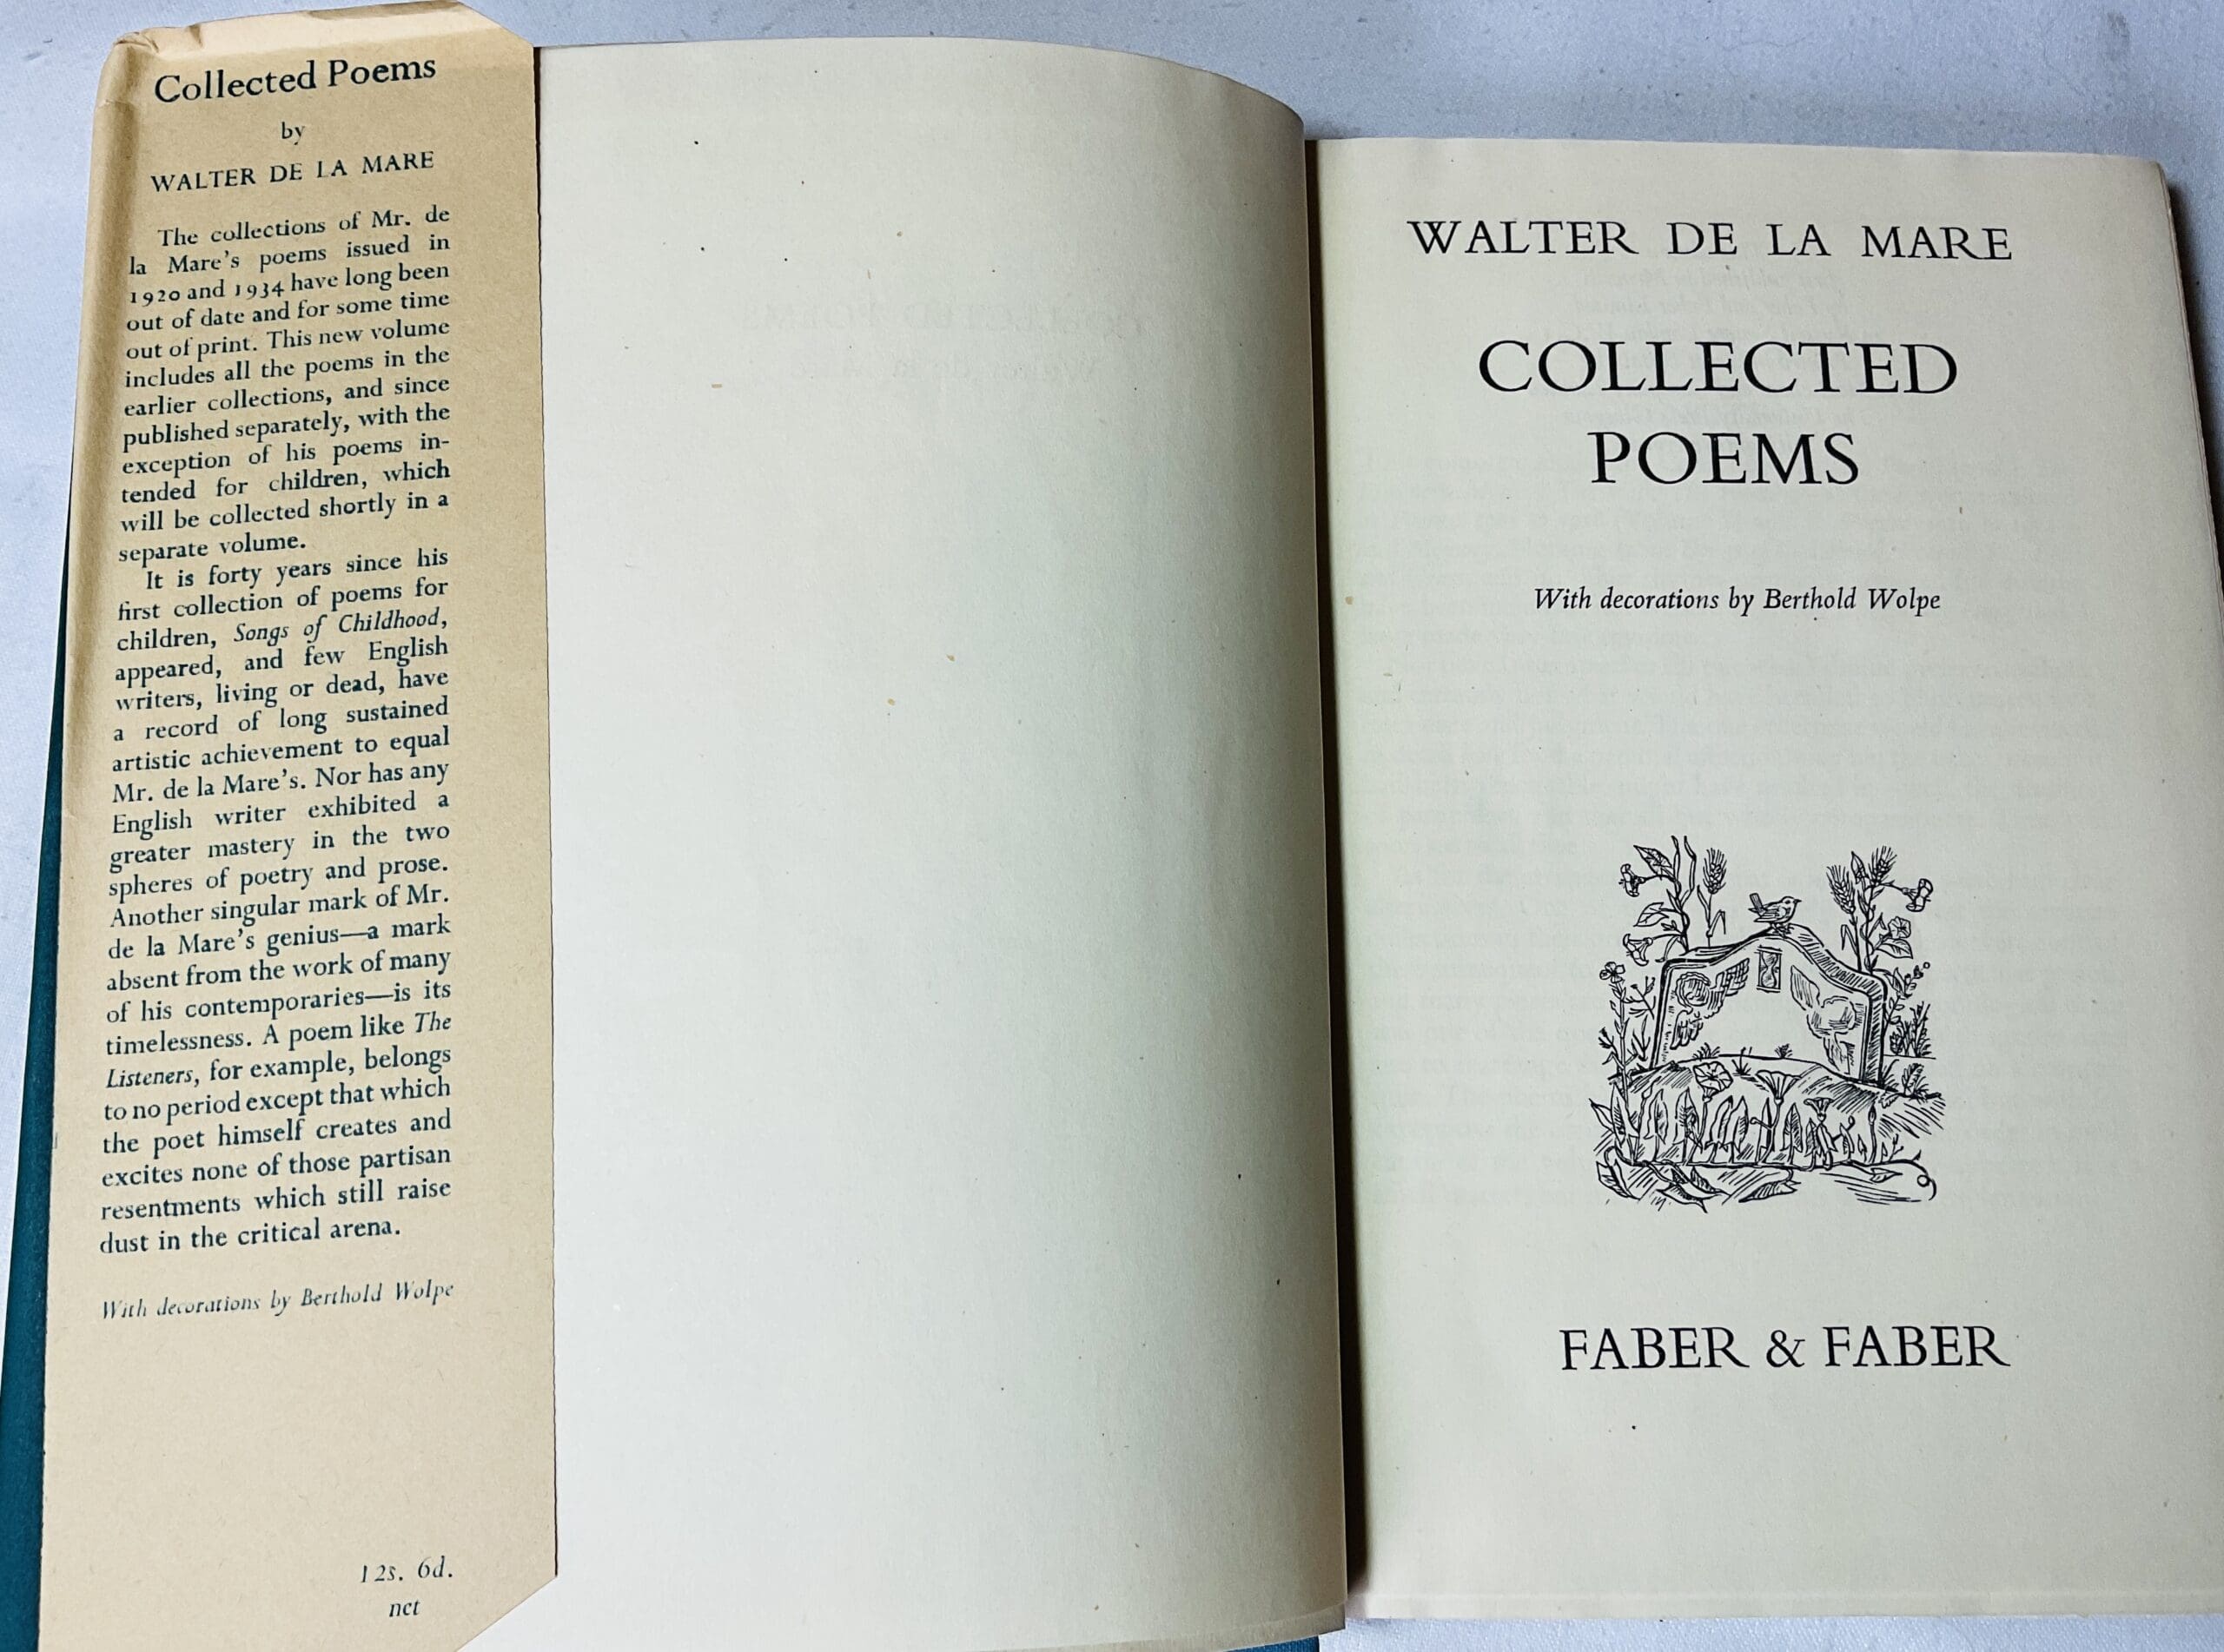 Collected Poems
by
WALTER DE LA MARE
The collections of Mr. de
la Mare's poems issued in
1920 and 1934 have long been
out of date and for some time
out of print. This new volume
includes all the poems in the
earlier collections, and since
published separately, with the
exception of his poems in-
tended for children, which
will be collected shortly in a
separate volume.
It is forty years since his
first collection of poems for
children, Songs of Childhood,
appeared, and few English
writers, living or dead, have
a record of long sustained
artistic achievement to equal
Mr. de la Mare's. Nor has any
English writer exhibited a
greater mastery in the two
spheres of poetry and prose.
Another singular mark of Mr.
de la Mare's genius—a mark
absent from the work of many
of his contemporaries—is its
timelessness. A poem like The
Listeners, for example, belongs
to no period except that which
the poet himself creates and
excites none of those partisan
resentments which still raise
dust in the critical arena.
With decorations by Berthold Wolpe
12s. 6d.
net
WALTER DE LA MARE
COLLECTED
POEMS
With decorations by Berthold Wolpe
FABER & FABER